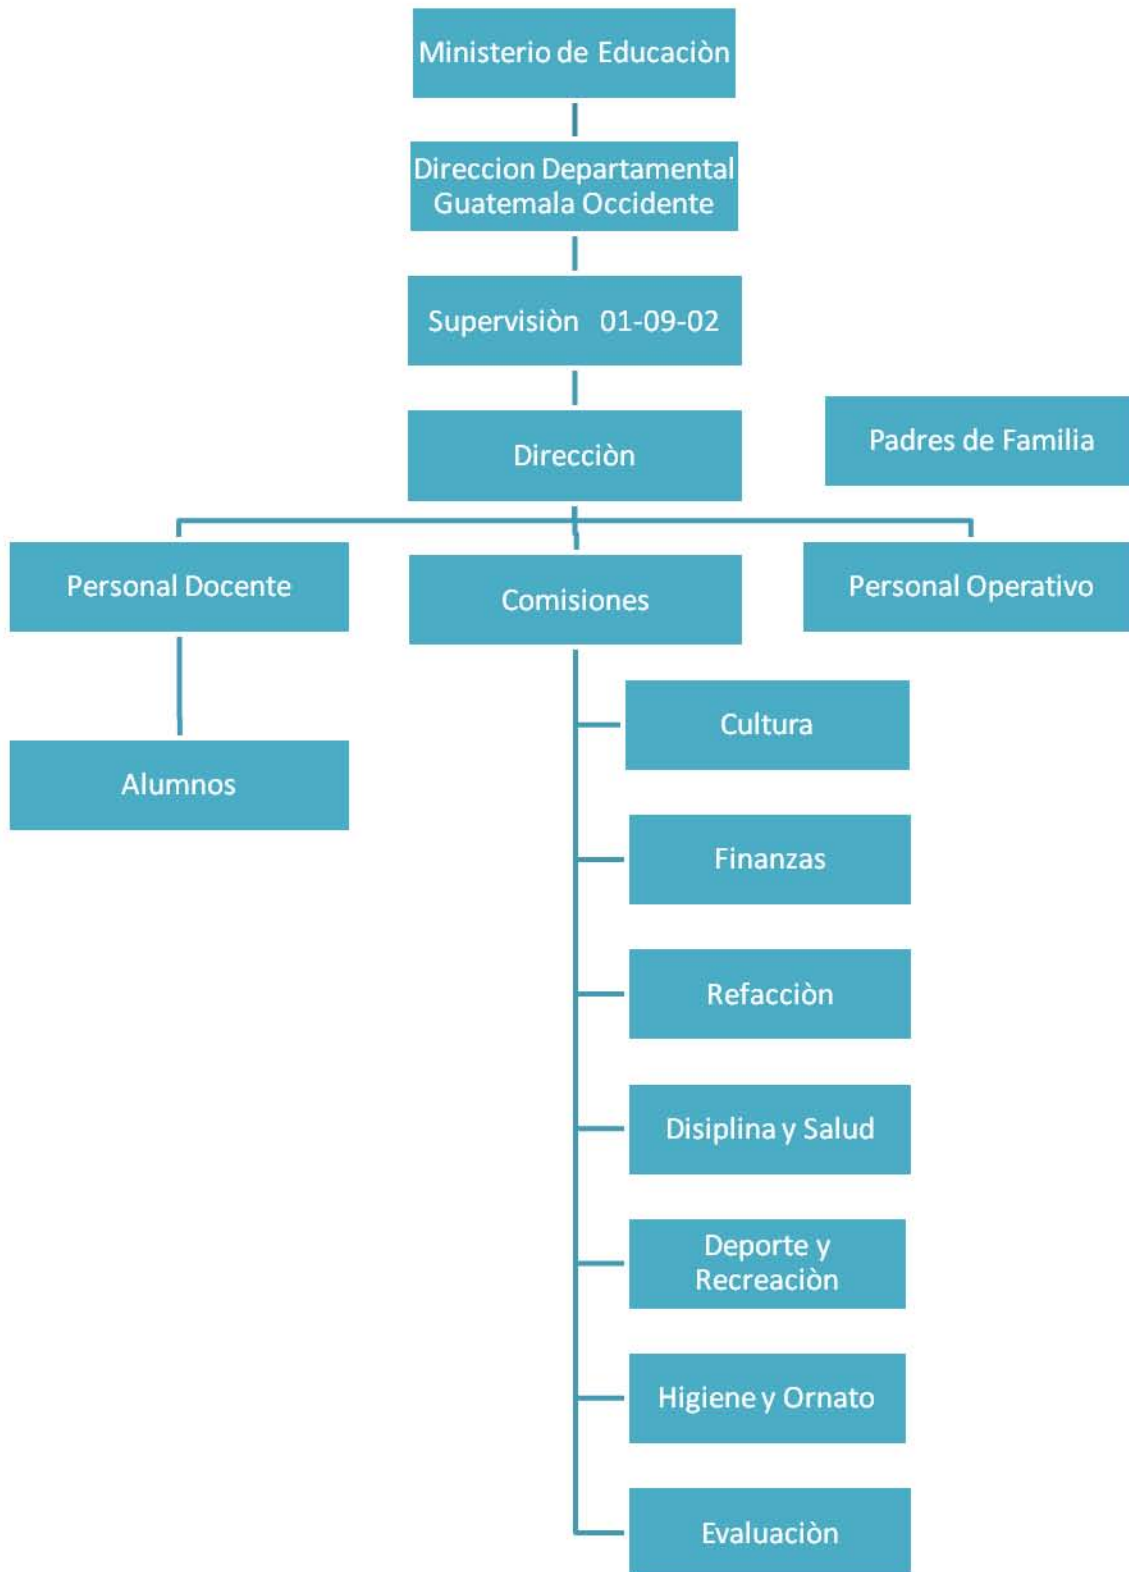 Ministerio de Educaciòn
Direccion Departamental
Guatemala Occidente
Supervisiòn 01-09-02
Direcciòn
Padres de Familia
Personal Docente
Comisiones
Personal Operativo
Alumnos
Cultura
Finanzas
Refacciòn
Disiplina y Salud
Deporte y
Recreaciòn
Higiene y Ornato
Evaluaciòn